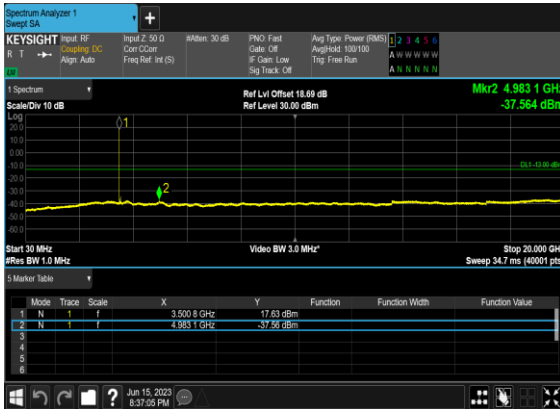 Spectrum Analyzer 1
Swept SA
+
KEYSIGHT Input: RF Input Z: 50 Ω #Atten: 30 dB PNO: Fast Avg Type: Power (RMS) 1 2 3 4 5 6
R T Coupling: DC Corr CCorr Gate: Off Avg|Hold: 100/100 A W W W W W
Align: Auto Freq Ref: Int (S) IF Gain: Low Trig: Free Run
Sig Track: Off A N N N N N
1 Spectrum Ref Lvl Offset 18.69 dB Mkr2 4.983 1 GHz
Scale/Div 10 dB Ref Level 30.00 dBm -37.564 dBm
Log
20.0
10.0
0.00
-10.0
-20.0
-30.0
-40.0
-50.0
-60.0
1
DL1 -13.00 dBm
2
Start 30 MHz Video BW 3.0 MHz* Stop 20.000 GHz
#Res BW 1.0 MHz Sweep 34.7 ms (40001 pts)
5 Marker Table
Mode Trace Scale X Y Function Function Width Function Value
1 N 1 f 3.500 8 GHz 17.63 dBm
2 N 1 f 4.983 1 GHz -37.56 dBm
3
4
5
6
? Jun 15, 2023
8:37:05 PM